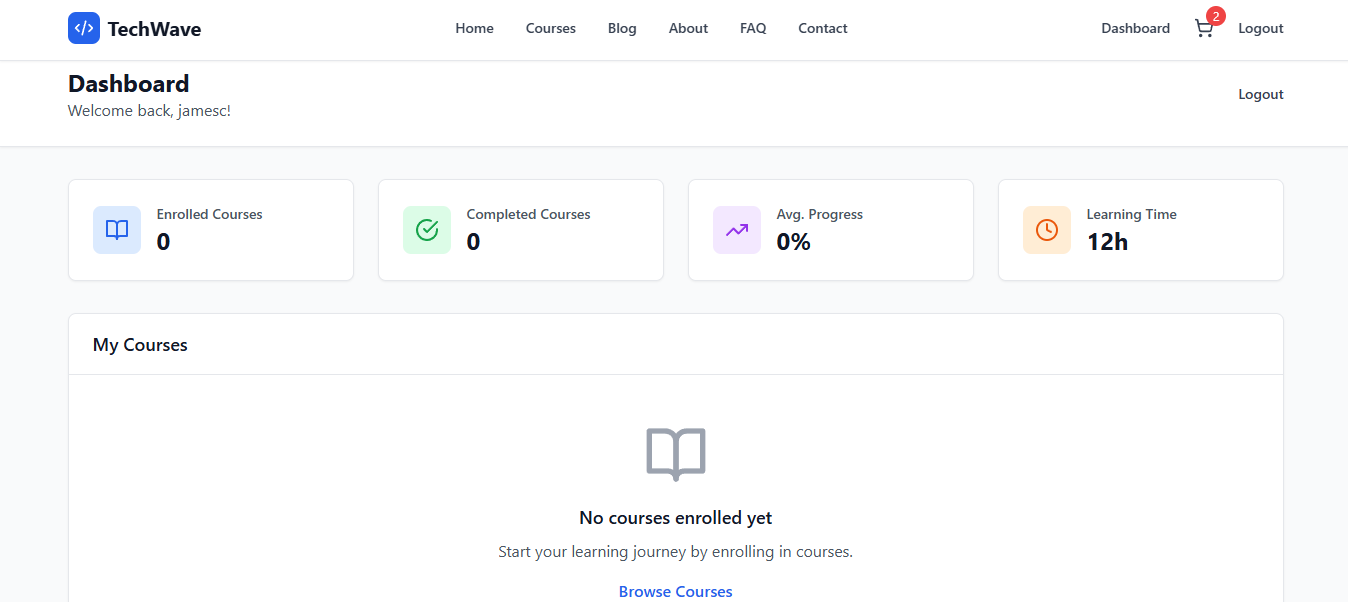 </> TechWave Home Courses Blog About FAQ Contact Dashboard 2 Logout
Dashboard
Welcome back, jamesc!
Logout
Enrolled Courses
0
Completed Courses
0
Avg. Progress
0%
Learning Time
12h
My Courses
No courses enrolled yet
Start your learning journey by enrolling in courses.
Browse Courses